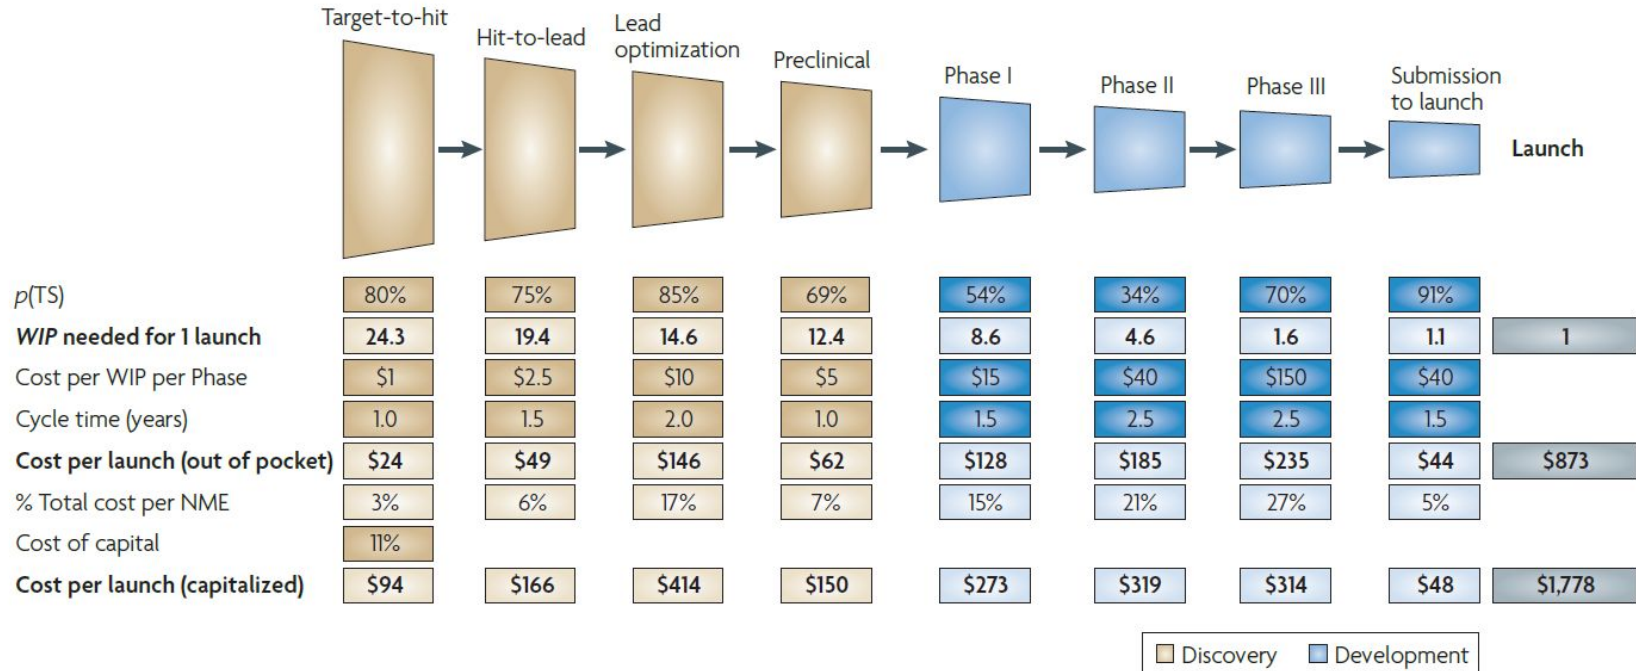 Target-to-hit
Hit-to-lead
Lead
optimization
Preclinical
Phase I
Phase II
Phase III
Submission
to launch
Launch
p(TS) 80% 75% 85% 69% 54% 34% 70% 91%
WIP needed for 1 launch 24.3 19.4 14.6 12.4 8.6 4.6 1.6 1.1 1
Cost per WIP per Phase $1 $2.5 $10 $5 $15 $40 $150 $40
Cycle time (years) 1.0 1.5 2.0 1.0 1.5 2.5 2.5 1.5
Cost per launch (out of pocket) $24 $49 $146 $62 $128 $185 $235 $44 $873
% Total cost per NME 3% 6% 17% 7% 15% 21% 27% 5%
Cost of capital 11%
Cost per launch (capitalized) $94 $166 $414 $150 $273 $319 $314 $48 $1,778
Discovery Development